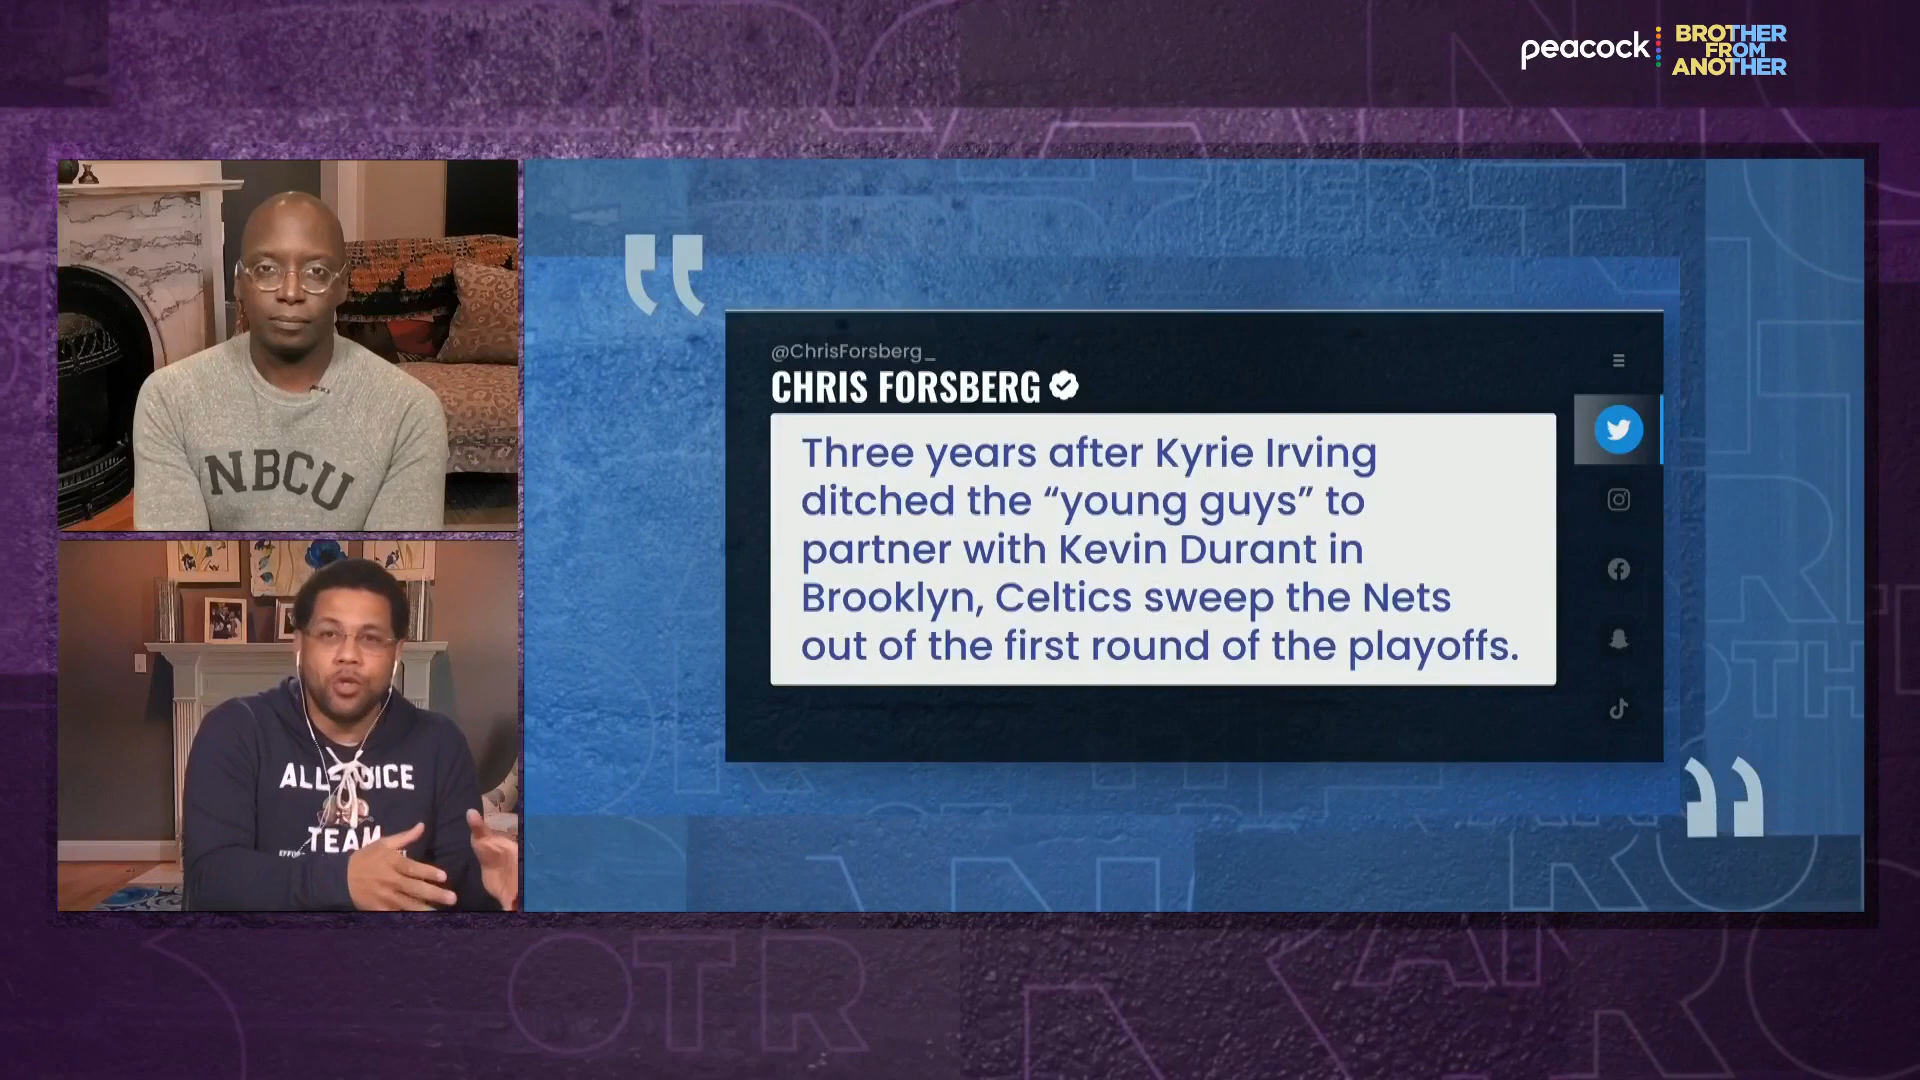 peacock
BROTHER
FROM
ANOTHER
NBCU
@ChrisForsberg_
CHRIS FORSBERG
Three years after Kyrie Irving
ditched the “young guys” to
partner with Kevin Durant in
Brooklyn, Celtics sweep the Nets
out of the first round of the playoffs.
TEAM